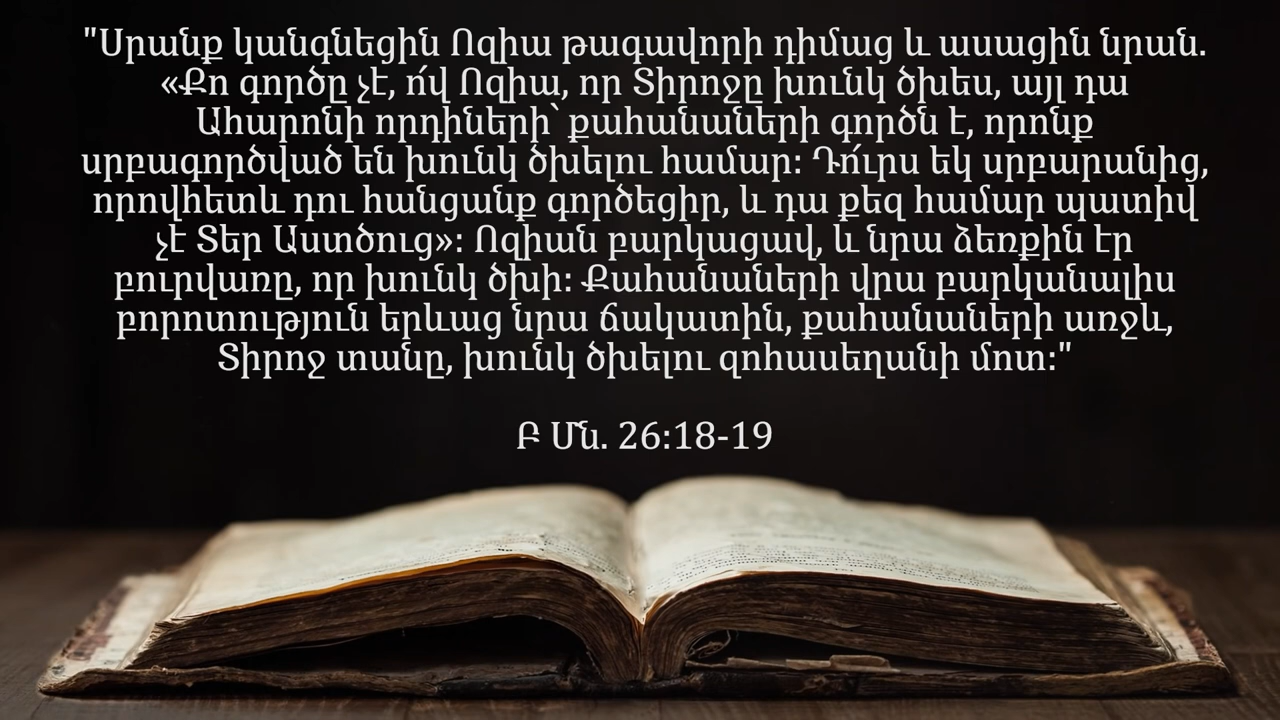 "Սրանք կանգնեցին Ոզիա թագավորի դիմաց և ասացին նրան.
«Քո գործը չէ, ո՛վ Ոզիա, որ Տիրոջը խունկ ծխես, այլ դա
Ահարոնի որդիների՝ քահանաների գործն է, որոնք
սրբագործված են խունկ ծխելու համար: Դո՛ւրս եկ սրբարանից,
որովհետև դու հանցանք գործեցիր, և դա քեզ համար պատիվ
չէ Տեր Աստծուց»: Ոզիան բարկացավ, և նրա ձեռքին էր
բուրվառը, որ խունկ ծխի: Քահանաների վրա բարկանալիս
բորոտություն երևաց նրա ճակատին, քահանաների առջև,
Տիրոջ տանը, խունկ ծխելու զոհասեղանի մոտ:"
Բ Մն. 26:18-19